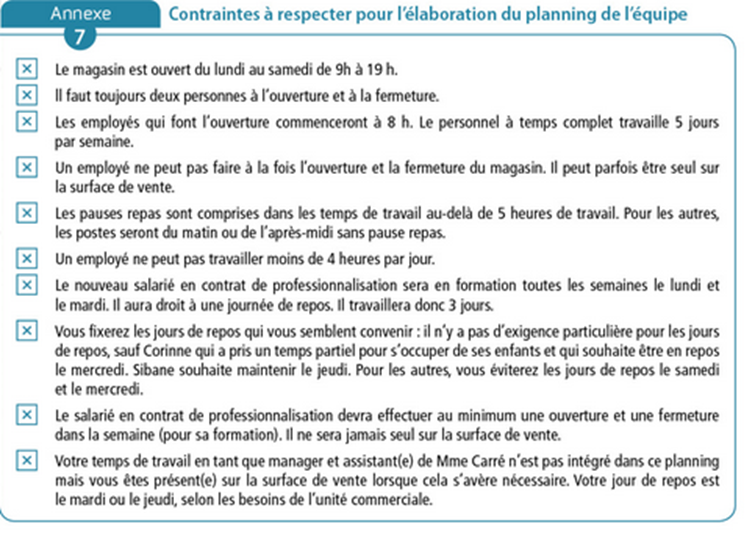 Annexe
7
Contraintes à respecter pour l'élaboration du planning de l'équipe
Le magasin est ouvert du lundi au samedi de 9h à 19 h.
Il faut toujours deux personnes à l'ouverture et à la fermeture.
Les employés qui font l'ouverture commenceront à 8 h. Le personnel à temps complet travaille 5 jours
par semaine.
Un employé ne peut pas faire à la fois l'ouverture et la fermeture du magasin. Il peut parfois être seul sur
la surface de vente.
Les pauses repas sont comprises dans les temps de travail au-delà de 5 heures de travail. Pour les autres,
les postes seront du matin ou de l'après-midi sans pause repas.
Un employé ne peut pas travailler moins de 4 heures par jour.
Le nouveau salarié en contrat de professionnalisation sera en formation toutes les semaines le lundi et
le mardi. Il aura droit à une journée de repos. Il travaillera donc 3 jours.
Vous fixerez les jours de repos qui vous semblent convenir : il n'y a pas d'exigence particulière pour les jours
de repos, sauf Corinne qui a pris un temps partiel pour s'occuper de ses enfants et qui souhaite être en repos
le mercredi. Sibane souhaite maintenir le jeudi. Pour les autres, vous éviterez les jours de repos le samedi
et le mercredi.
Le salarié en contrat de professionnalisation devra effectuer au minimum une ouverture et une fermeture
dans la semaine (pour sa formation). Il ne sera jamais seul sur la surface de vente.
Votre temps de travail en tant que manager et assistant(e) de Mme Carré n'est pas intégré dans ce planning
mais vous êtes présent(e) sur la surface de vente lorsque cela s'avère nécessaire. Votre jour de repos est
le mardi ou le jeudi, selon les besoins de l'unité commerciale.